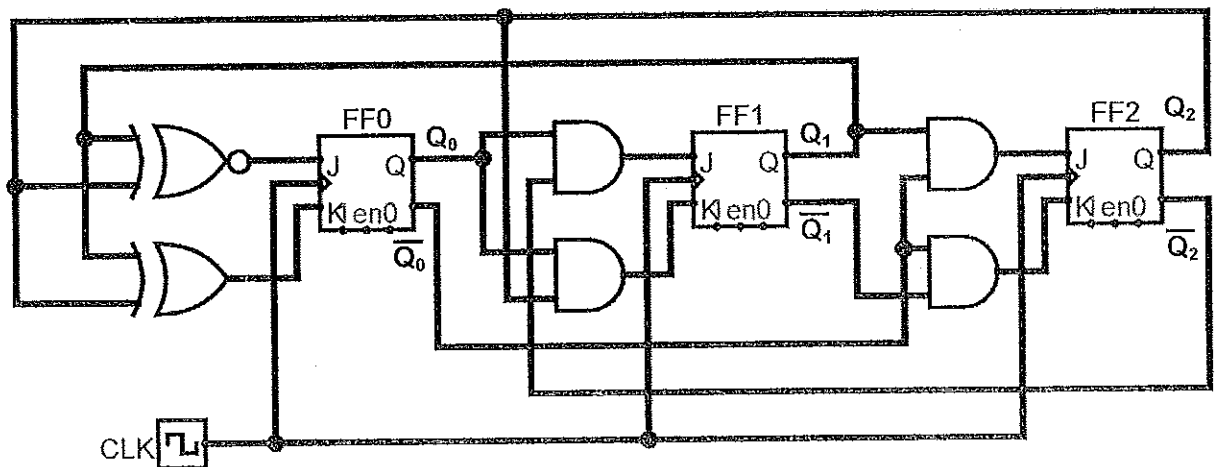 FF0
FF1
FF2
Q₀
Q₁
Q₂
J
Q
J
Q
J
Q
K en0
K en0
K en0
Q̅₀
Q̅₁
Q̅₂
CLK